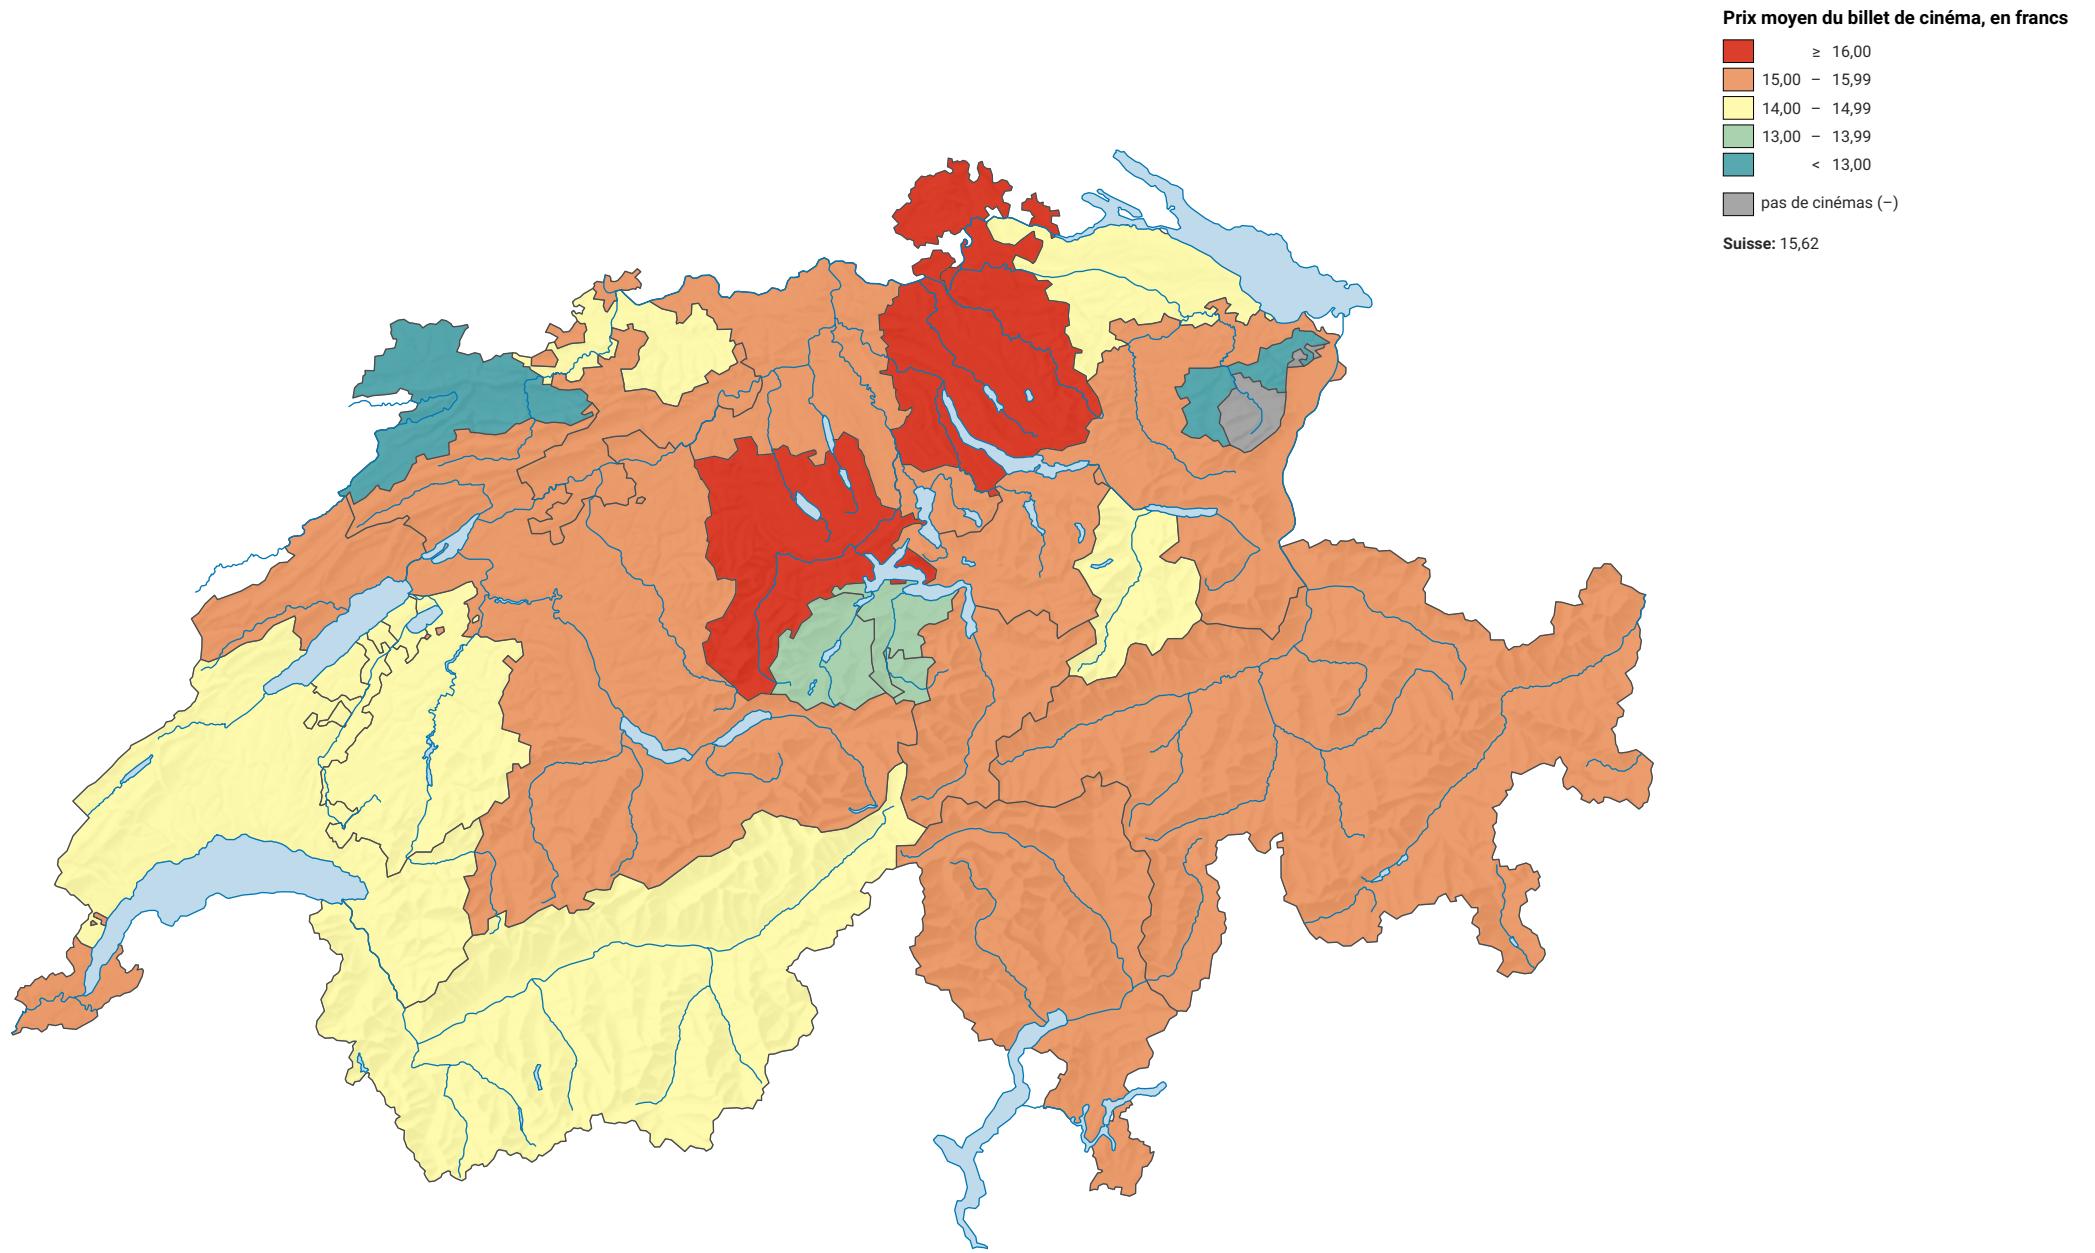 Prix moyen du billet de cinéma, en francs
≥ 16,00
15,00 – 15,99
14,00 – 14,99
13,00 – 13,99
< 13,00
pas de cinémas (–)
Suisse: 15,62